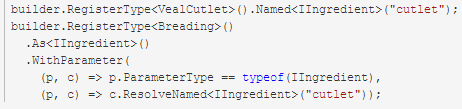 builder.RegisterType<VealCutlet>().Named<IIngredient>("cutlet");
builder.RegisterType<Breading>()
  .As<IIngredient>()
  .WithParameter(
    (p, c) => p.ParameterType == typeof(IIngredient),
    (p, c) => c.ResolveNamed<IIngredient>("cutlet"));